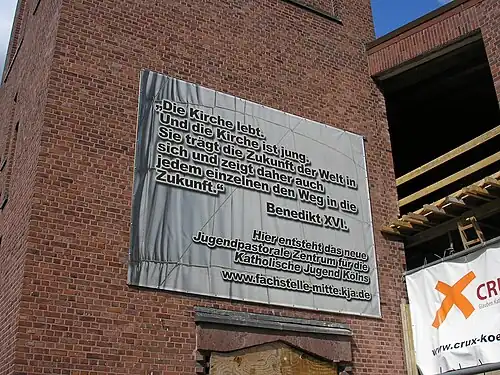 „Die Kirche lebt.
Und die Kirche ist jung.
Sie trägt die Zukunft der Welt in
sich und zeigt daher auch
jedem einzelnen den Weg in die
Zukunft.“
Benedikt XVI.
Hier entsteht das neue
Jugendpastorale Zentrum für die
Katholische Jugend Kölns
www.fachstelle-mitte.kja.de
CRUX
www.crux-koe